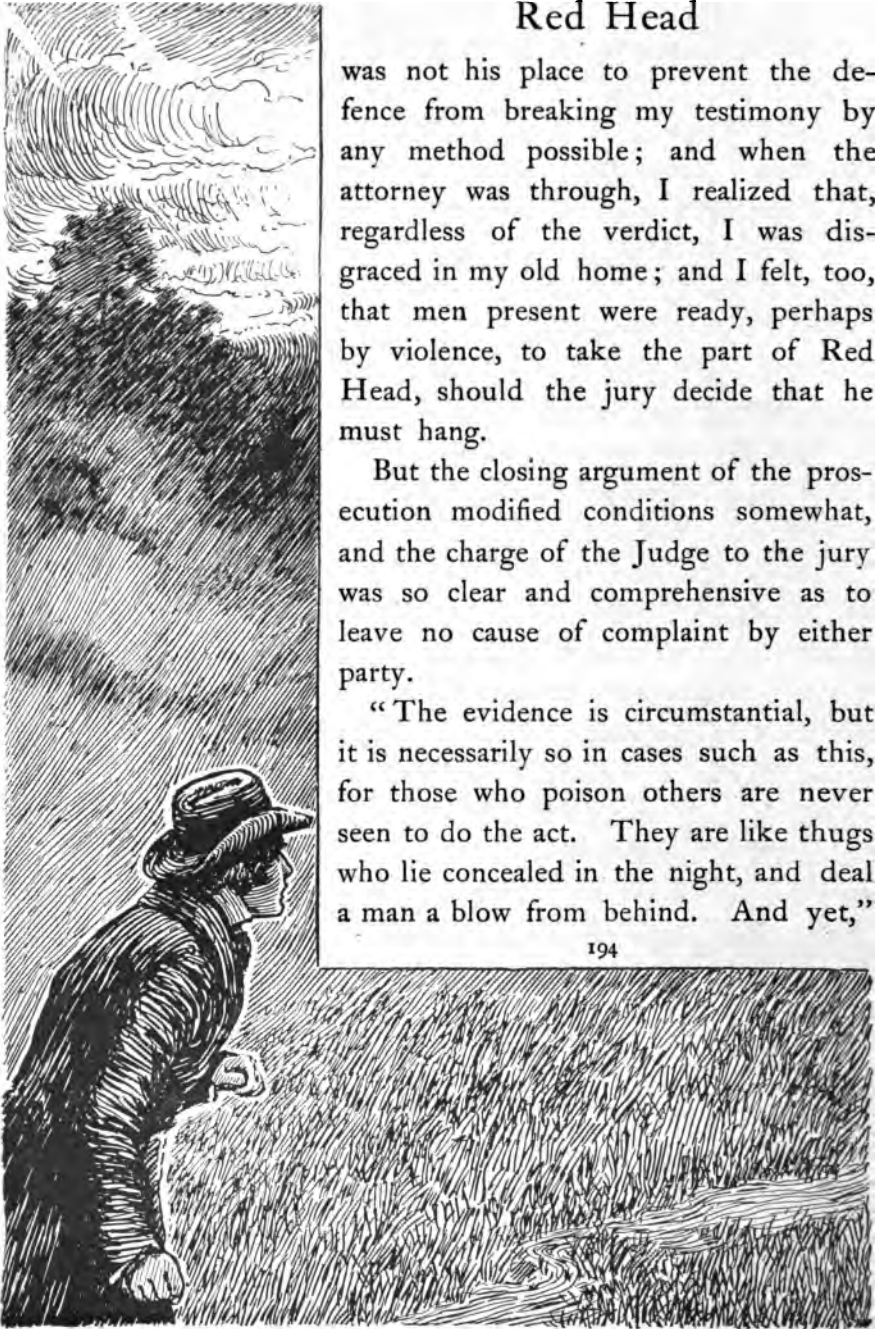 Red Head
was not his place to prevent the de-
fence from breaking my testimony by
any method possible; and when the
attorney was through, I realized that,
regardless of the verdict, I was dis-
graced in my old home; and I felt, too,
that men present were ready, perhaps
by violence, to take the part of Red
Head, should the jury decide that he
must hang.
But the closing argument of the pros-
ecution modified conditions somewhat,
and the charge of the Judge to the jury
was so clear and comprehensive as to
leave no cause of complaint by either
party.
"The evidence is circumstantial, but
it is necessarily so in cases such as this,
for those who poison others are never
seen to do the act. They are like thugs
who lie concealed in the night, and deal
a man a blow from behind. And yet,"
194